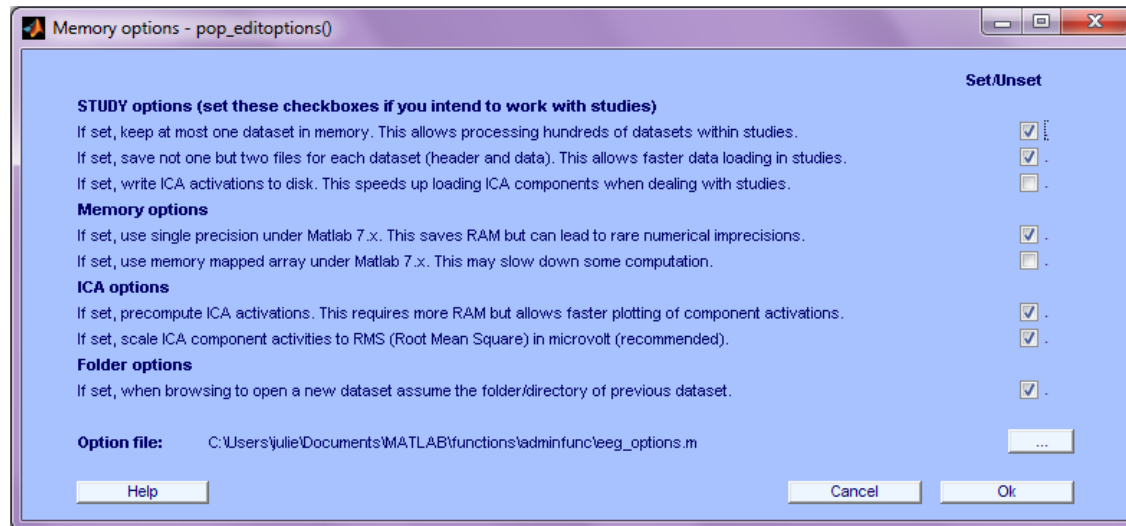 Memory options - pop_editoptions()
Set/Unset
STUDY options (set these checkboxes if you intend to work with studies)
If set, keep at most one dataset in memory. This allows processing hundreds of datasets within studies.
If set, save not one but two files for each dataset (header and data). This allows faster data loading in studies.
If set, write ICA activations to disk. This speeds up loading ICA components when dealing with studies.
Memory options
If set, use single precision under Matlab 7.x. This saves RAM but can lead to rare numerical imprecisions.
If set, use memory mapped array under Matlab 7.x. This may slow down some computation.
ICA options
If set, precompute ICA activations. This requires more RAM but allows faster plotting of component activations.
If set, scale ICA component activities to RMS (Root Mean Square) in microvolt (recommended).
Folder options
If set, when browsing to open a new dataset assume the folder/directory of previous dataset.
Option file: C:\Users\julie\Documents\MATLAB\functions\adminfunc\eeg_options.m ...
Help Cancel Ok